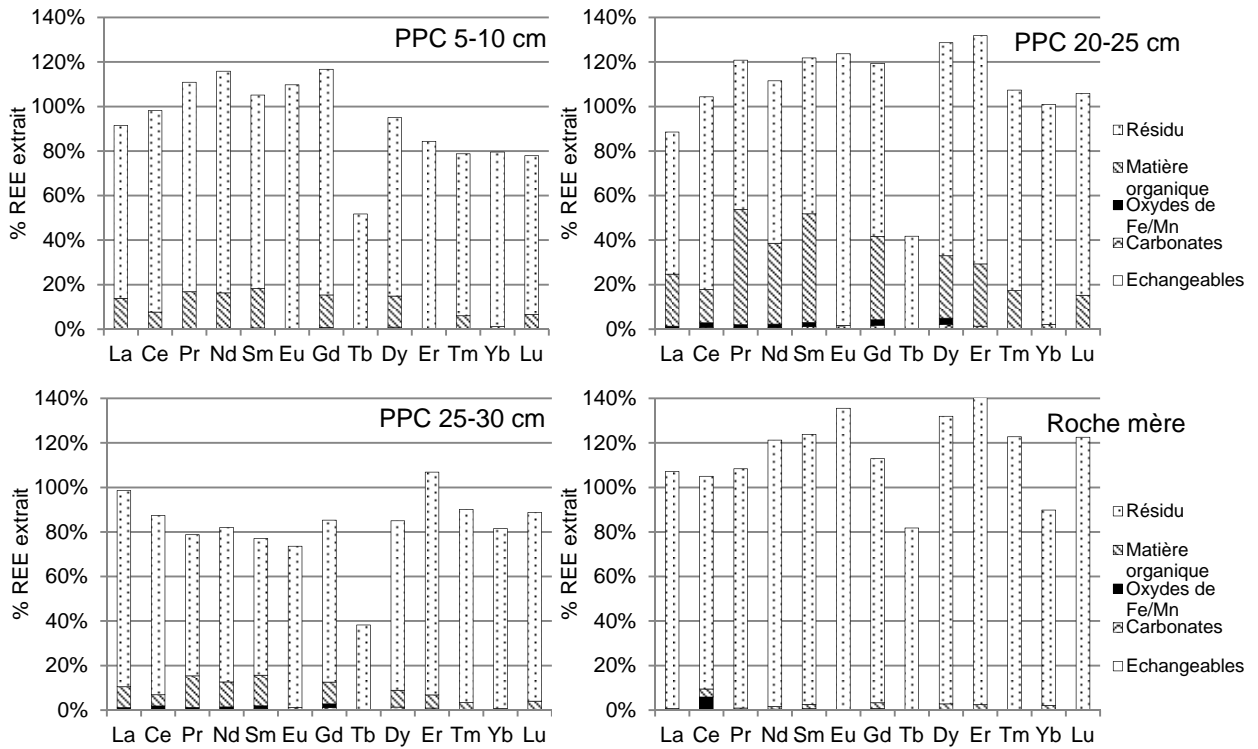 PPC 5-10 cm
% REE extrait
140%
120%
100%
80%
60%
40%
20%
0%
La Ce Pr Nd Sm Eu Gd Tb Dy Er Tm Yb Lu
PPC 20-25 cm
% REE extrait
140%
120%
100%
80%
60%
40%
20%
0%
La Ce Pr Nd Sm Eu Gd Tb Dy Er Tm Yb Lu
Résidu
Matière
organique
Oxydes de
Fe/Mn
Carbonates
Echangeables
PPC 25-30 cm
% REE extrait
140%
120%
100%
80%
60%
40%
20%
0%
La Ce Pr Nd Sm Eu Gd Tb Dy Er Tm Yb Lu
Roche mère
% REE extrait
140%
120%
100%
80%
60%
40%
20%
0%
La Ce Pr Nd Sm Eu Gd Tb Dy Er Tm Yb Lu
Résidu
Matière
organique
Oxydes de
Fe/Mn
Carbonates
Echangeables